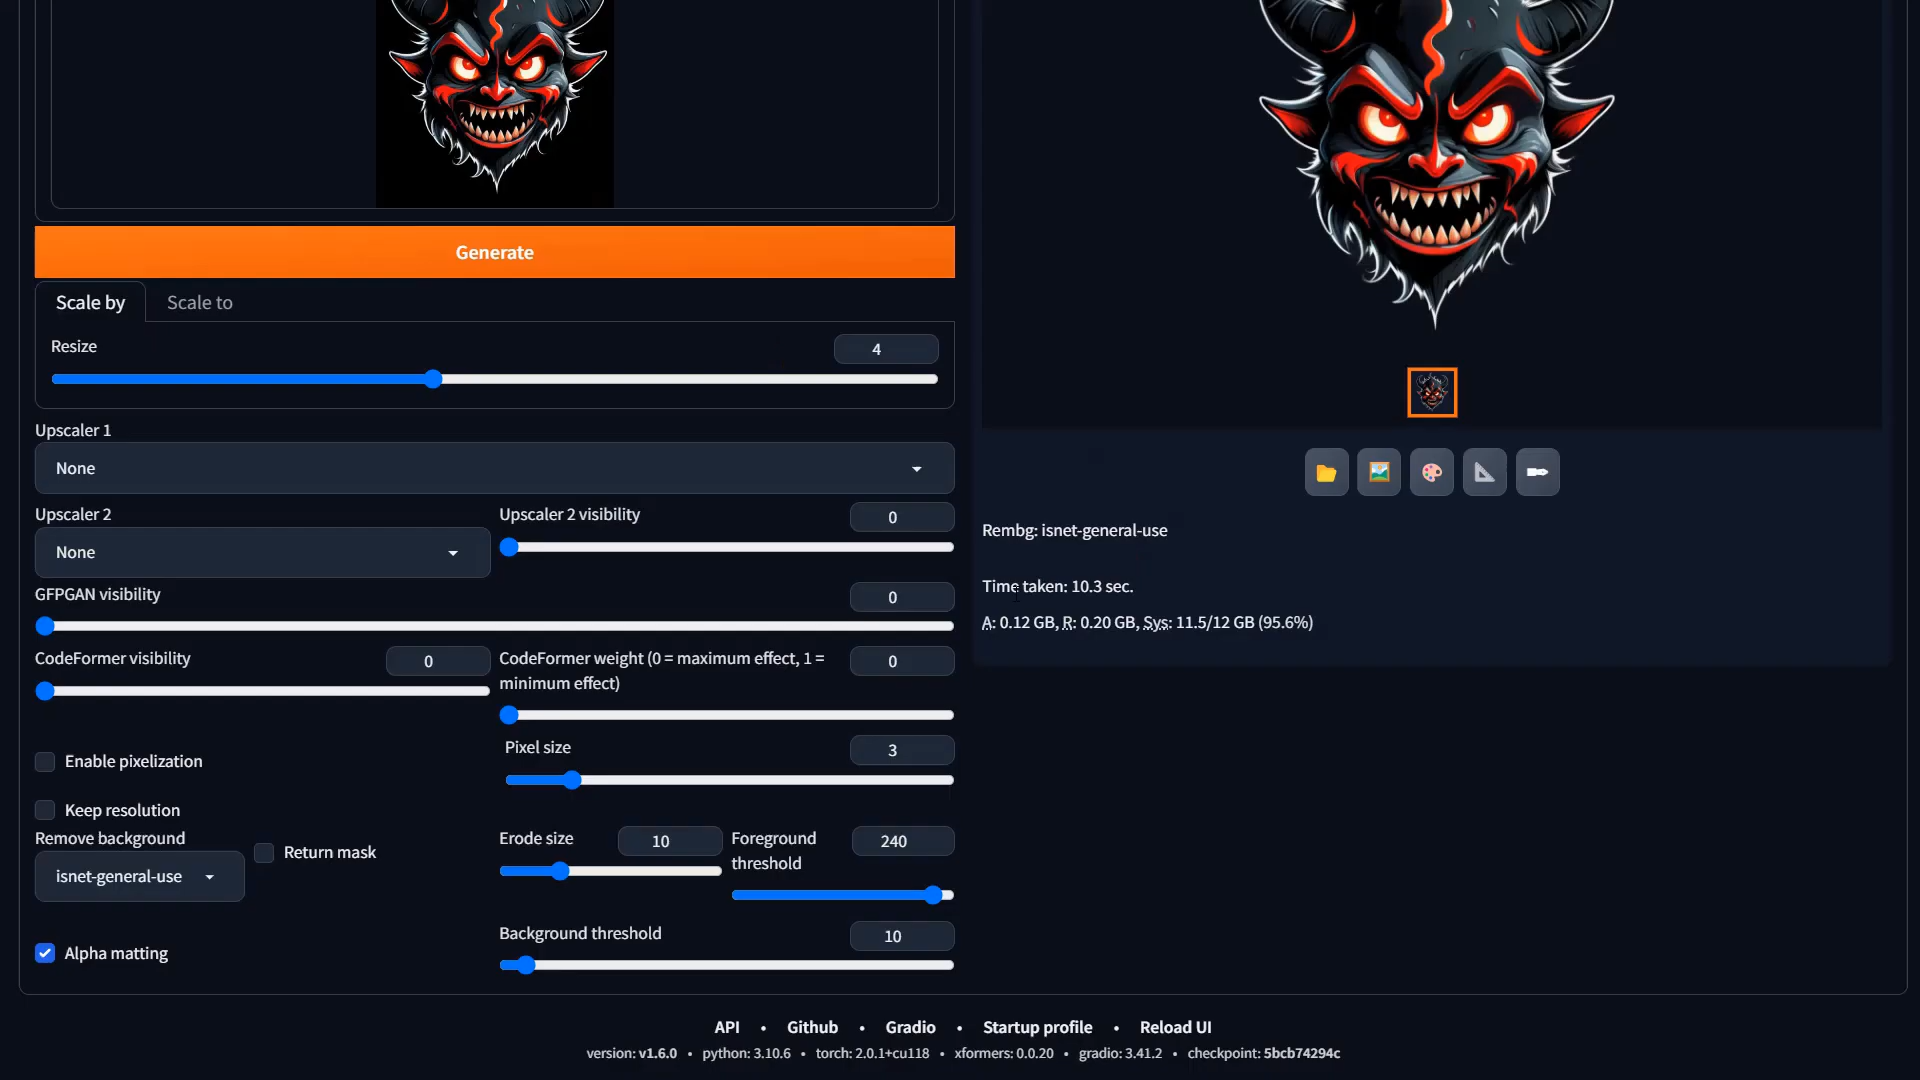 Generate
Scale by
Scale to
Resize
4
Upscaler 1
None
Upscaler 2
None
Upscaler 2 visibility
0
GFPGAN visibility
0
CodeFormer visibility
0
CodeFormer weight (0 = maximum effect, 1 =
minimum effect)
0
Enable pixelization
Pixel size
3
Keep resolution
Remove background
isnet-general-use
Return mask
Erode size
10
Foreground
threshold
240
Alpha matting
Background threshold
10
Rembg: isnet-general-use
Time taken: 10.3 sec.
A: 0.12 GB, R: 0.20 GB, Sys: 11.5/12 GB (95.6%)
API • Github • Gradio • Startup profile • Reload UI
version: v1.6.0 • python: 3.10.6 • torch: 2.0.1+cu118 • xformers: 0.0.20 • gradio: 3.41.2 • checkpoint: 5bcb74294c